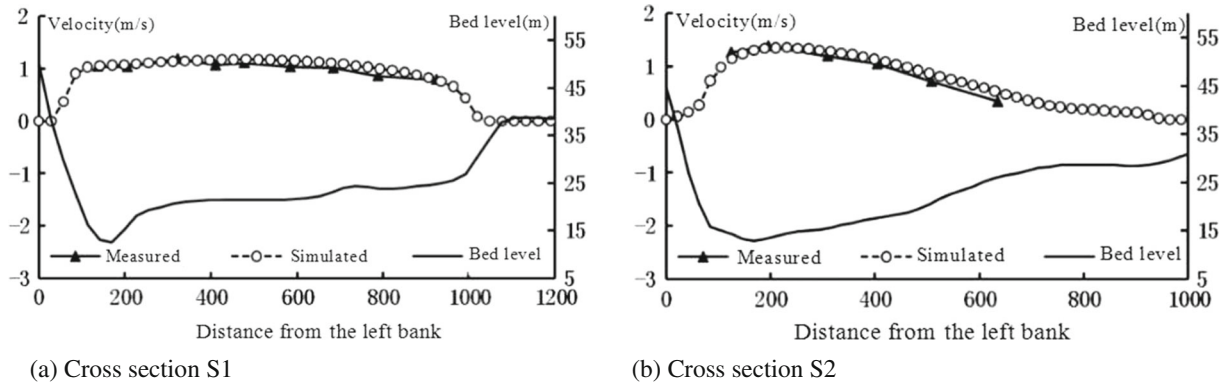 Velocity(m/s) Bed level(m)
2 55
1 45
0 35
-1 25
−2 15
−3 5
Measured Simulated Bed level
0 200 400 600 800 1000 1200
Distance from the left bank
(a) Cross section S1
Velocity(m/s) Bed level(m)
2 55
1 45
0 35
-1 25
−2 15
−3 5
Measured Simulated Bed level
0 200 400 600 800 1000
Distance from the left bank
(b) Cross section S2